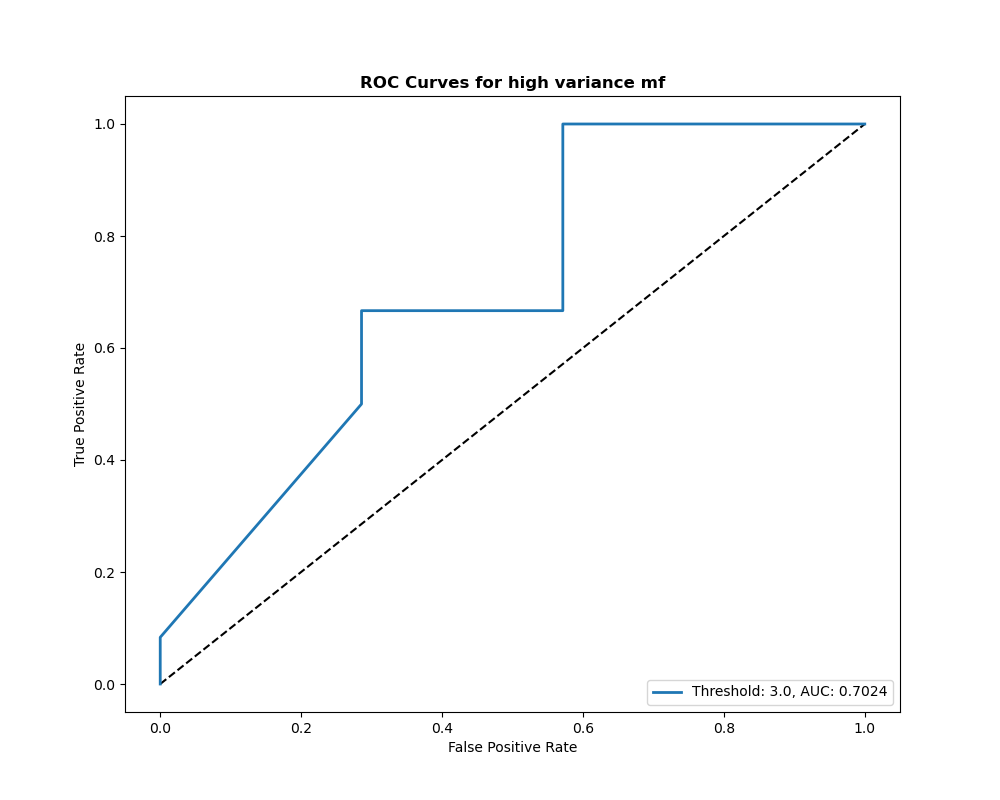 ROC Curves for high variance mf
True Positive Rate
1.0
0.8
0.6
0.4
0.2
0.0
0.0 0.2 0.4 0.6 0.8 1.0
False Positive Rate
Threshold: 3.0, AUC: 0.7024